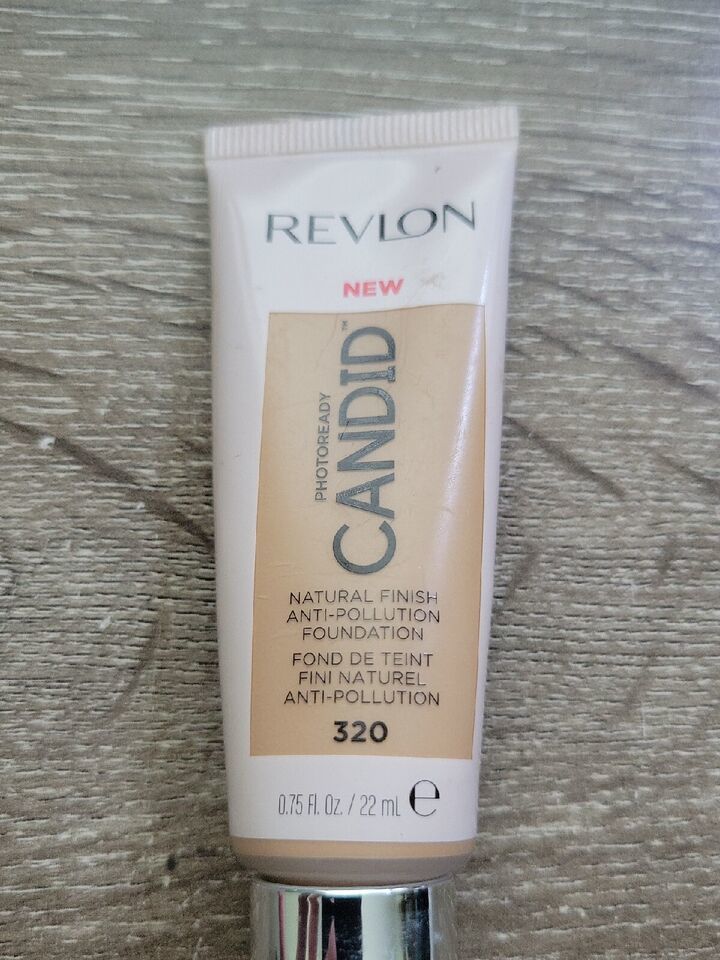 REVLON
NEW
PHOTOREADY
CANDID™
NATURAL FINISH
ANTI-POLLUTION
FOUNDATION
FOND DE TEINT
FINI NATUREL
ANTI-POLLUTION
320
0.75 Fl. Oz. / 22 mL ℮